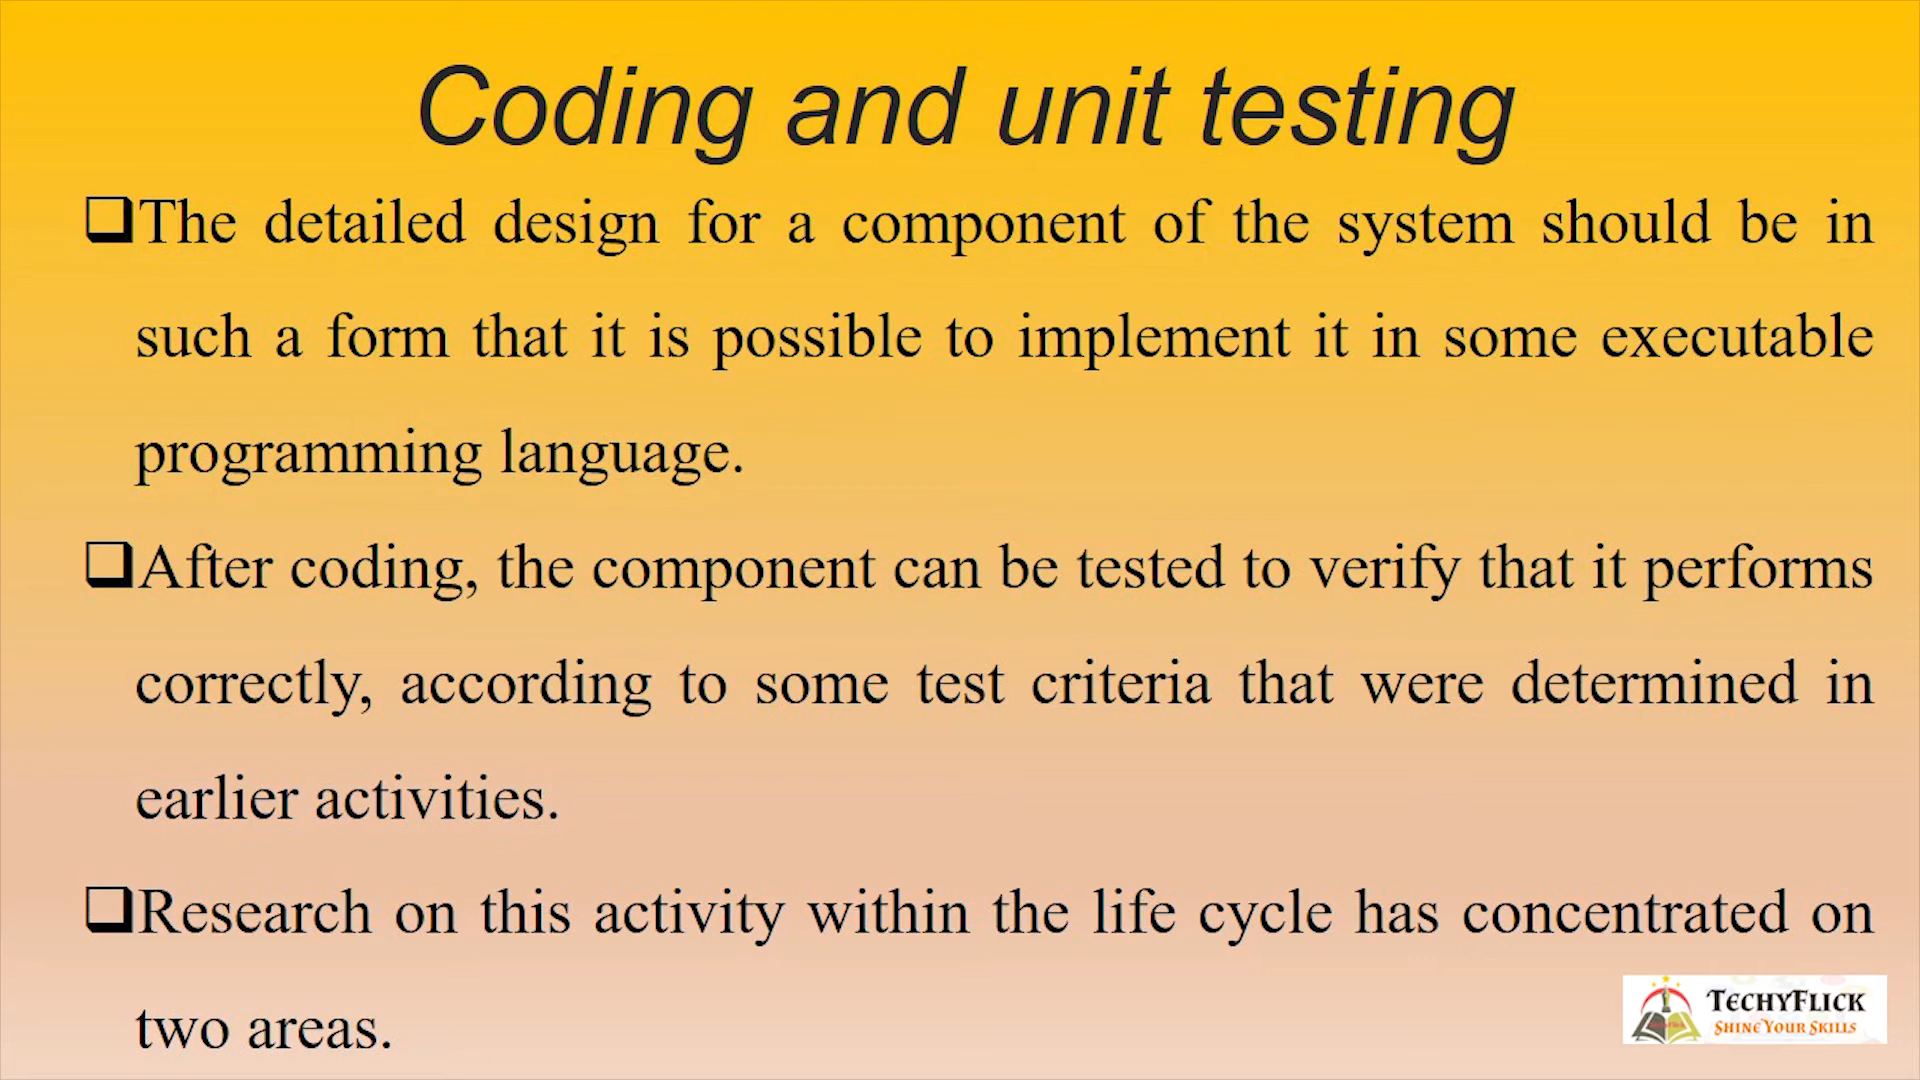 Coding and unit testing
❑The detailed design for a component of the system should be in
such a form that it is possible to implement it in some executable
programming language.
❑After coding, the component can be tested to verify that it performs
correctly, according to some test criteria that were determined in
earlier activities.
❑Research on this activity within the life cycle has concentrated on
two areas.
TECHYFLICK
SHINE YOUR SKILLS